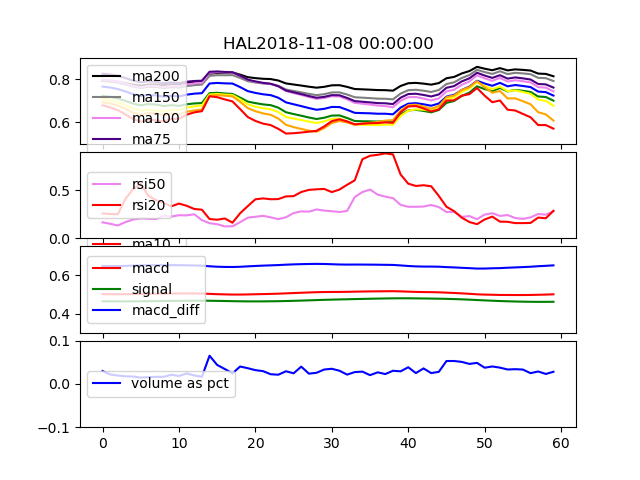 HAL2018-11-08 00:00:00
0.8
0.6
ma200
ma150
ma100
ma75
0.5
0.0
rsi50
rsi20
ma10
0.6
0.4
macd
signal
macd_diff
0.1
0.0
−0.1
volume as pct
0 10 20 30 40 50 60